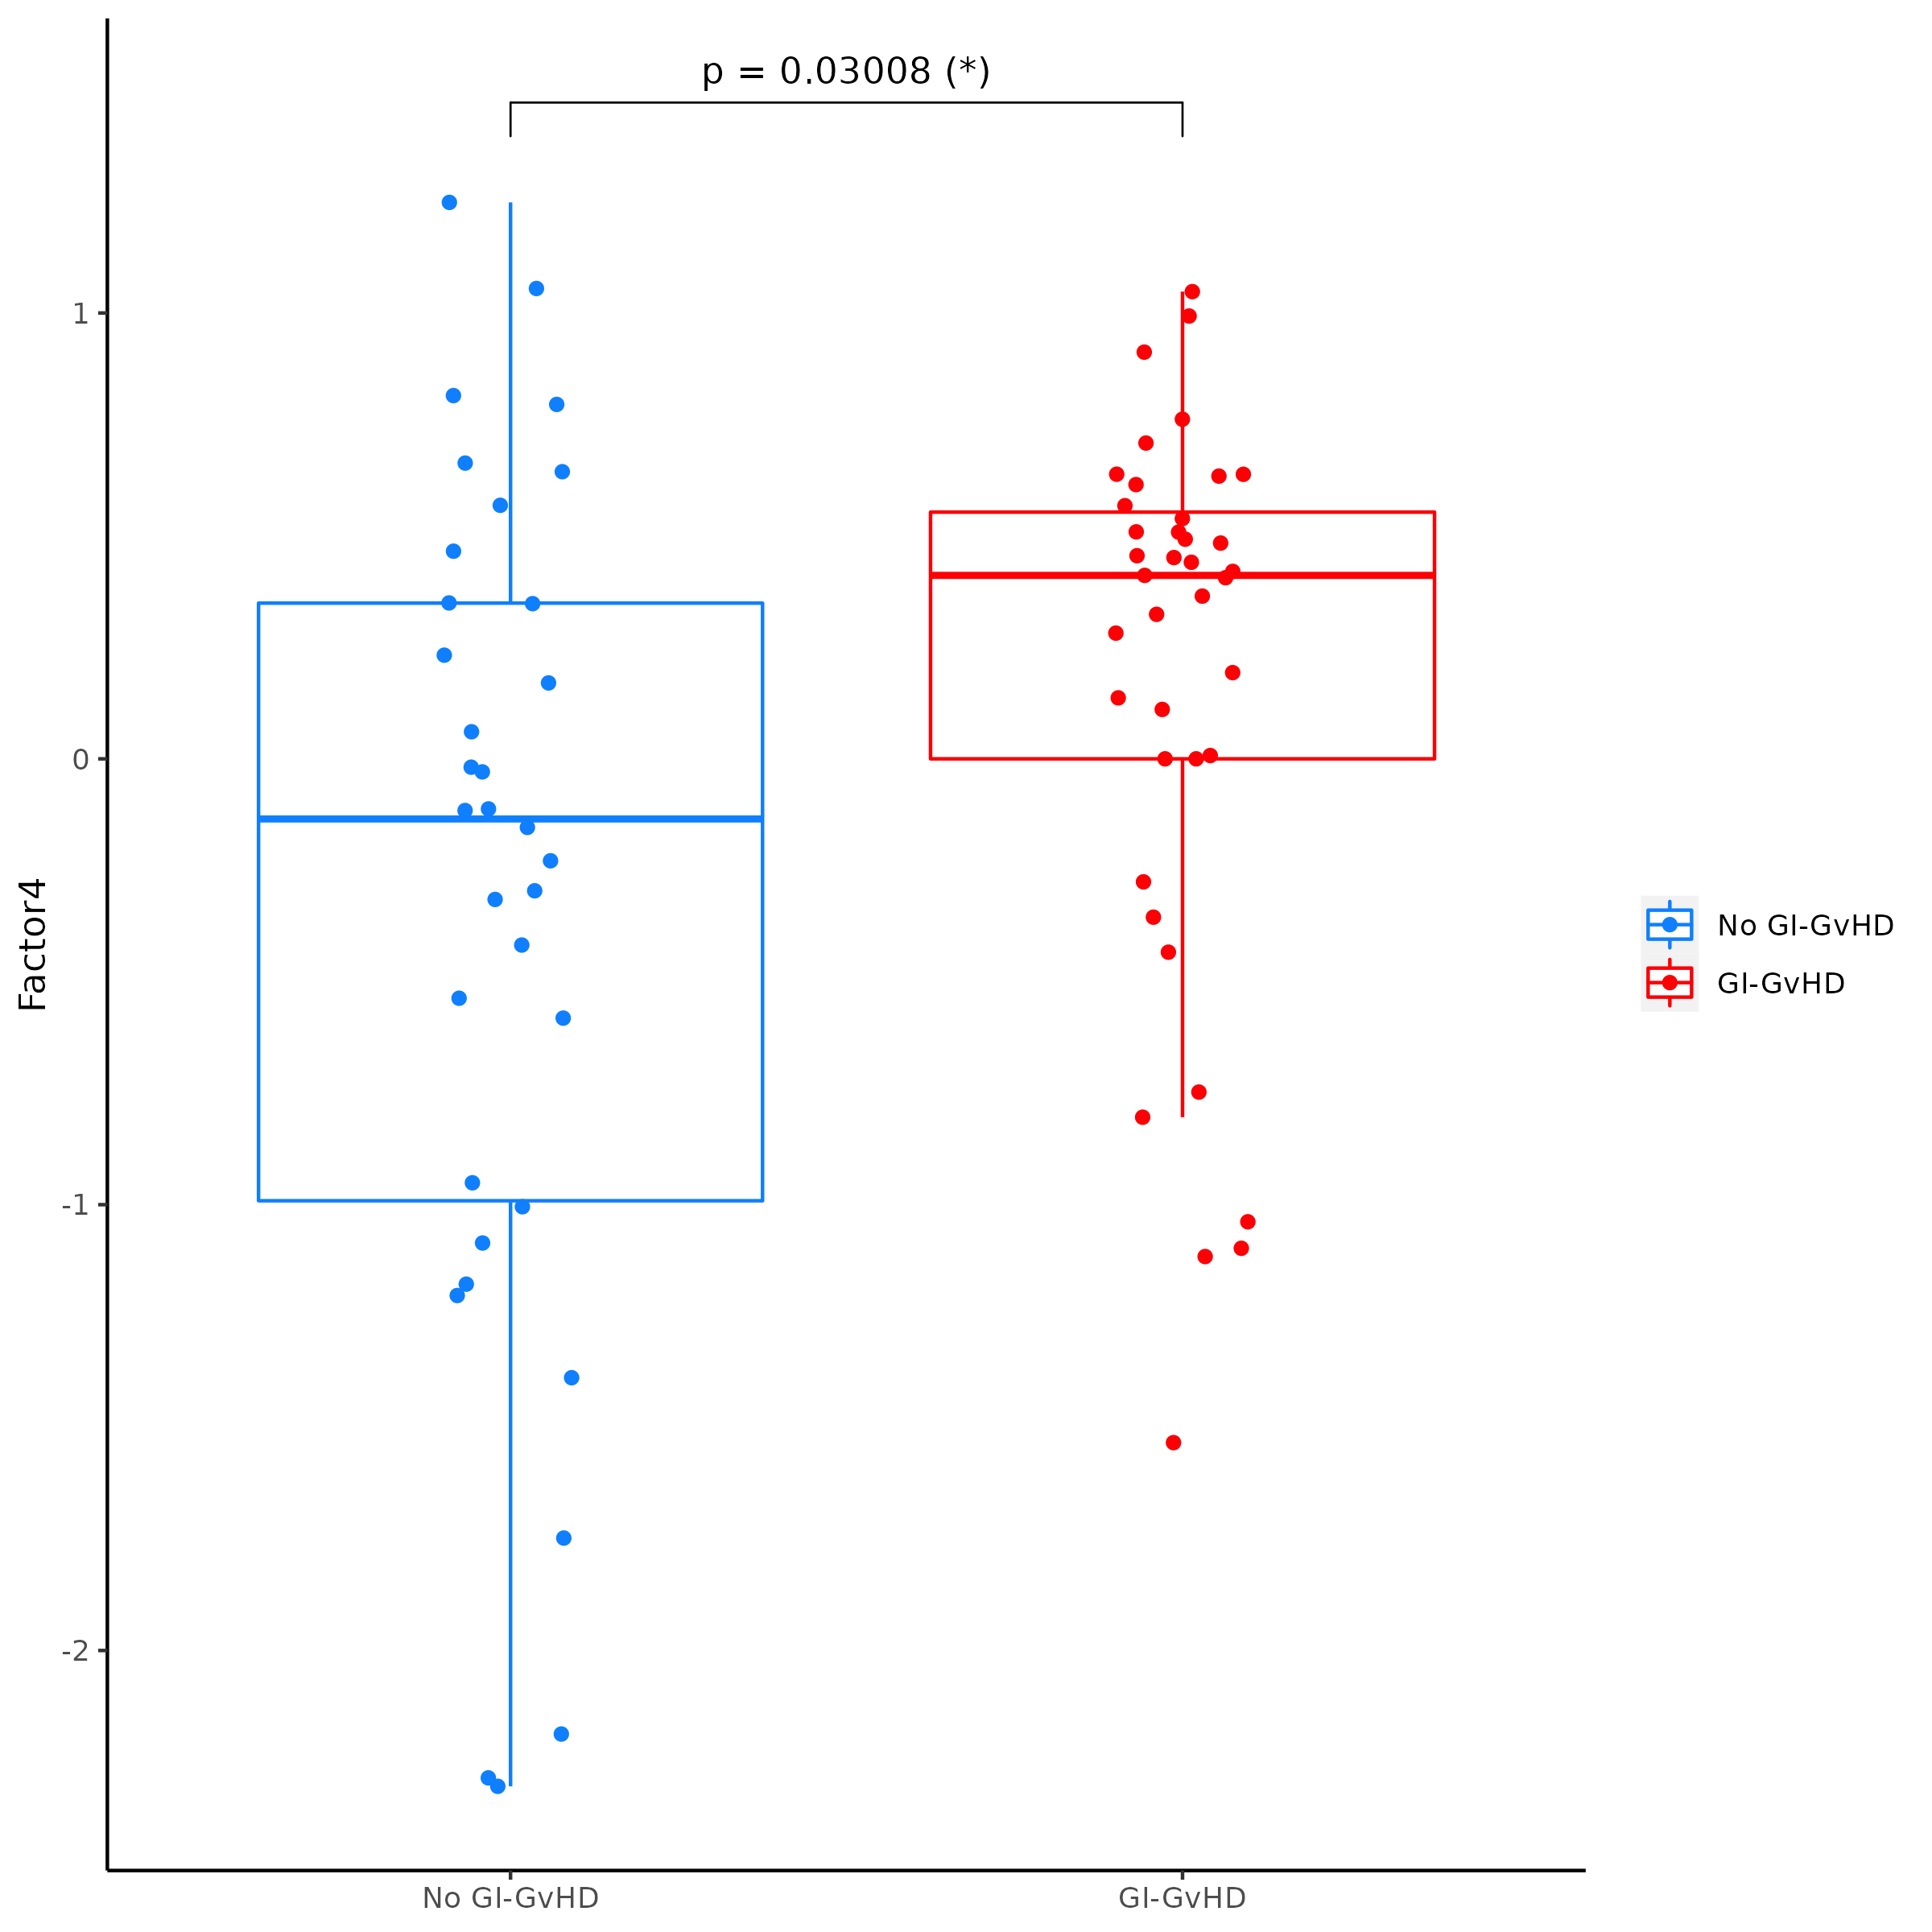 p = 0.03008 (*)
1
0
-1
-2
Factor4
No GI-GvHD
GI-GvHD
No GI-GvHD
GI-GvHD